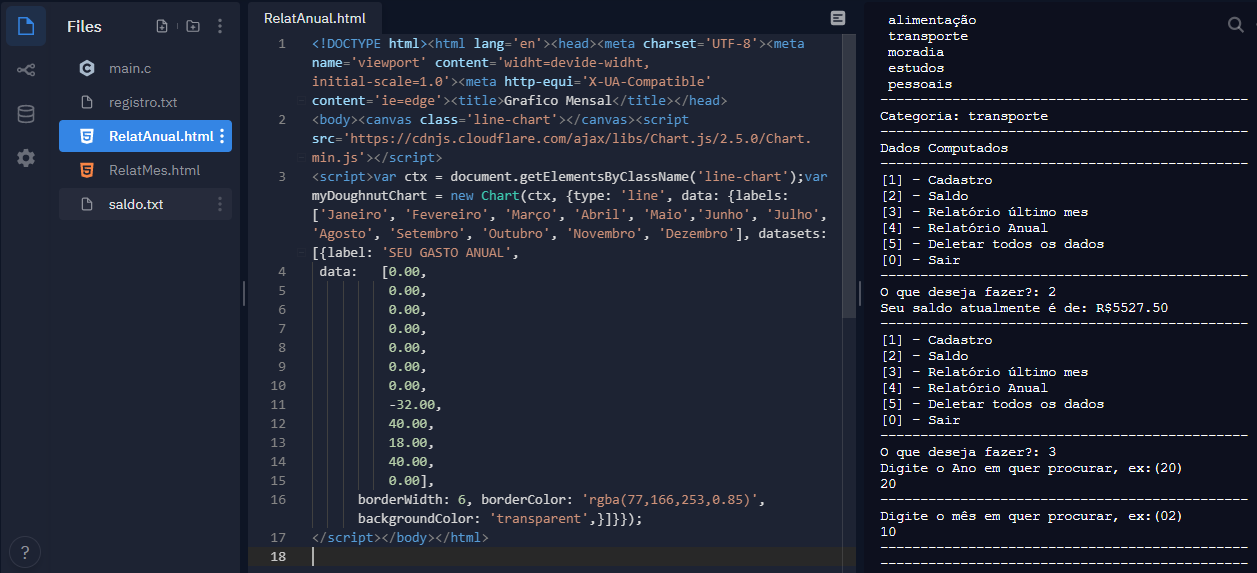 Files
main.c
registro.txt
RelatAnual.html
RelatMes.html
saldo.txt
?
RelatAnual.html
1 <!DOCTYPE html><html lang='en'><head><meta charset='UTF-8'><meta
name='viewport' content='widht=devide-widht,
initial-scale=1.0'><meta http-equi='X-UA-Compatible'
content='ie=edge'><title>Grafico Mensal</title></head>
2 <body><canvas class='line-chart'></canvas><script
src='https://cdnjs.cloudflare.com/ajax/libs/Chart.js/2.5.0/Chart.
min.js'></script>
3 <script>var ctx = document.getElementsByClassName('line-chart');var
myDoughnutChart = new Chart(ctx, {type: 'line', data: {labels:
['Janeiro', 'Fevereiro', 'Março', 'Abril', 'Maio','Junho', 'Julho',
'Agosto', 'Setembro', 'Outubro', 'Novembro', 'Dezembro'], datasets:
[{label: 'SEU GASTO ANUAL',
4 data: [0.00,
5 0.00,
6 0.00,
7 0.00,
8 0.00,
9 0.00,
10 0.00,
11 -32.00,
12 40.00,
13 18.00,
14 40.00,
15 0.00],
16 borderWidth: 6, borderColor: 'rgba(77,166,253,0.85)',
backgroundColor: 'transparent',}]}});
17 </script></body></html>
18
alimentação
transporte
moradia
estudos
pessoais
----------------------------------------------
Categoria: transporte
----------------------------------------------
Dados Computados
----------------------------------------------
[1] - Cadastro
[2] - Saldo
[3] - Relatório último mes
[4] - Relatório Anual
[5] - Deletar todos os dados
[0] - Sair
----------------------------------------------
O que deseja fazer?: 2
Seu saldo atualmente é de: R$5527.50
----------------------------------------------
[1] - Cadastro
[2] - Saldo
[3] - Relatório último mes
[4] - Relatório Anual
[5] - Deletar todos os dados
[0] - Sair
----------------------------------------------
O que deseja fazer?: 3
Digite o Ano em quer procurar, ex:(20)
20
----------------------------------------------
Digite o mês em quer procurar, ex:(02)
10
----------------------------------------------
----------------------------------------------